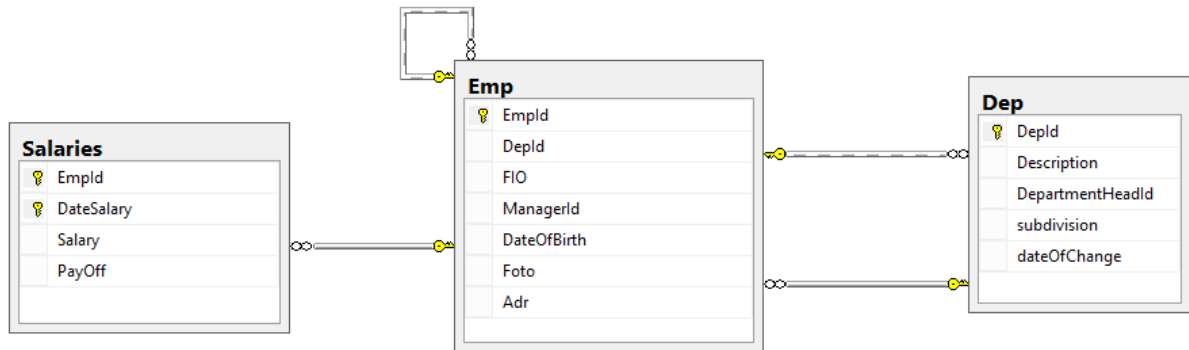 Salaries
EmpId
DateSalary
Salary
PayOff
Emp
EmpId
DepId
FIO
ManagerId
DateOfBirth
Foto
Adr
Dep
DepId
Description
DepartmentHeadId
subdivision
dateOfChange